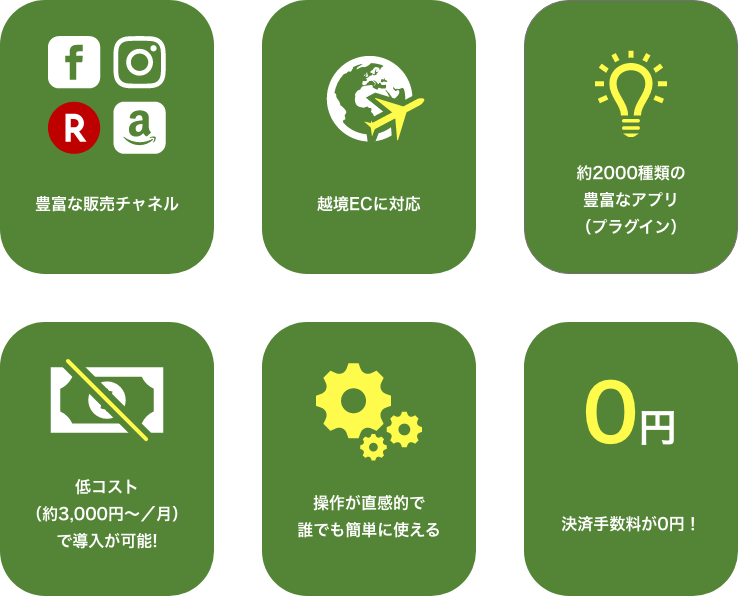 豊富な販売チャネル
越境ECに対応
約2000種類の
豊富なアプリ
（プラグイン）
低コスト
（約3,000円〜／月）
で導入が可能!
操作が直感的で
誰でも簡単に使える
0円
決済手数料が0円！